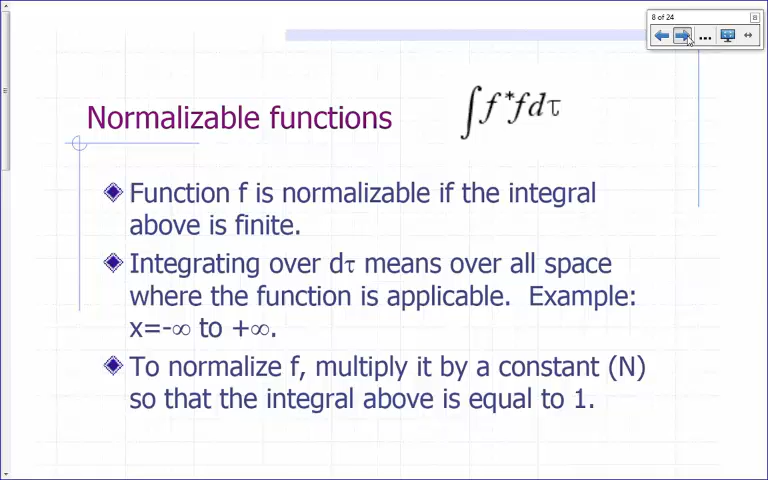 8 of 24
Normalizable functions
∫f*fdτ
Function f is normalizable if the integral
above is finite.
Integrating over dτ means over all space
where the function is applicable. Example:
x=-∞ to +∞.
To normalize f, multiply it by a constant (N)
so that the integral above is equal to 1.